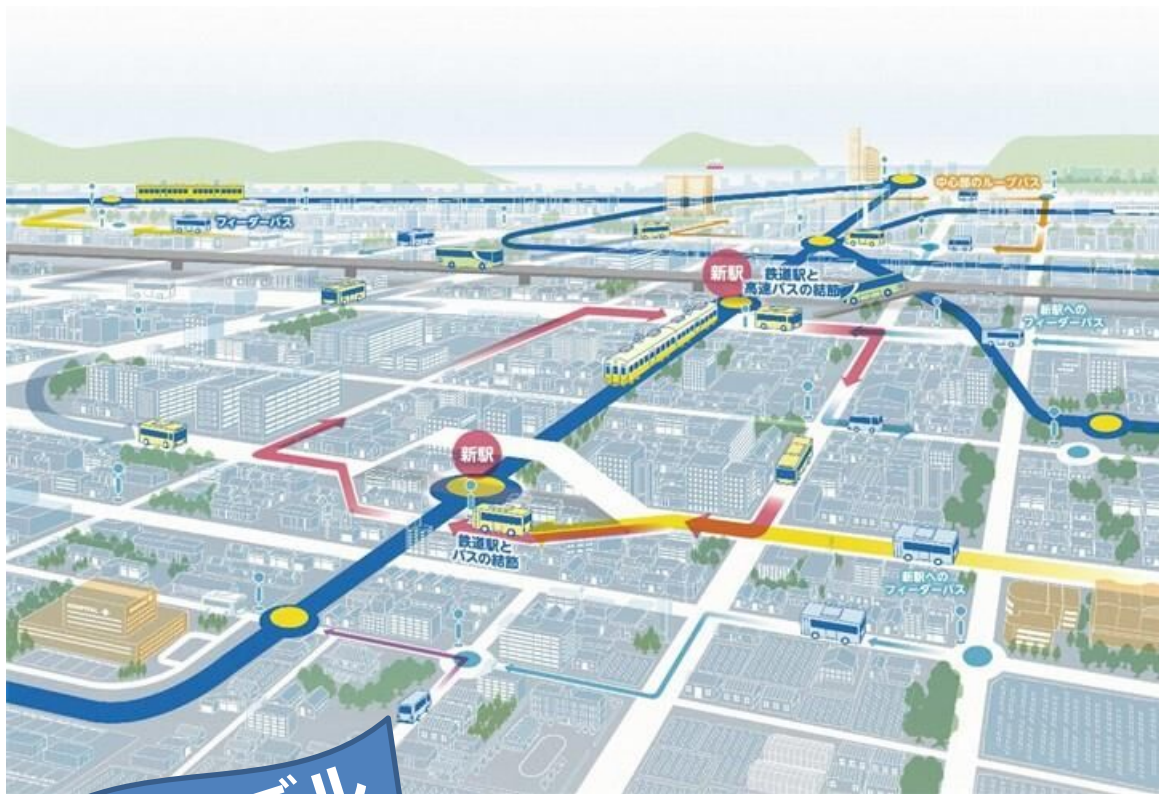 中心部のループバス
フィーダーバス
新駅
鉄道駅と
高速バスの結節
新駅への
フィーダーバス
新駅
鉄道駅と
バスの結節
新駅への
フィーダーバス
HOSPITAL +
デル